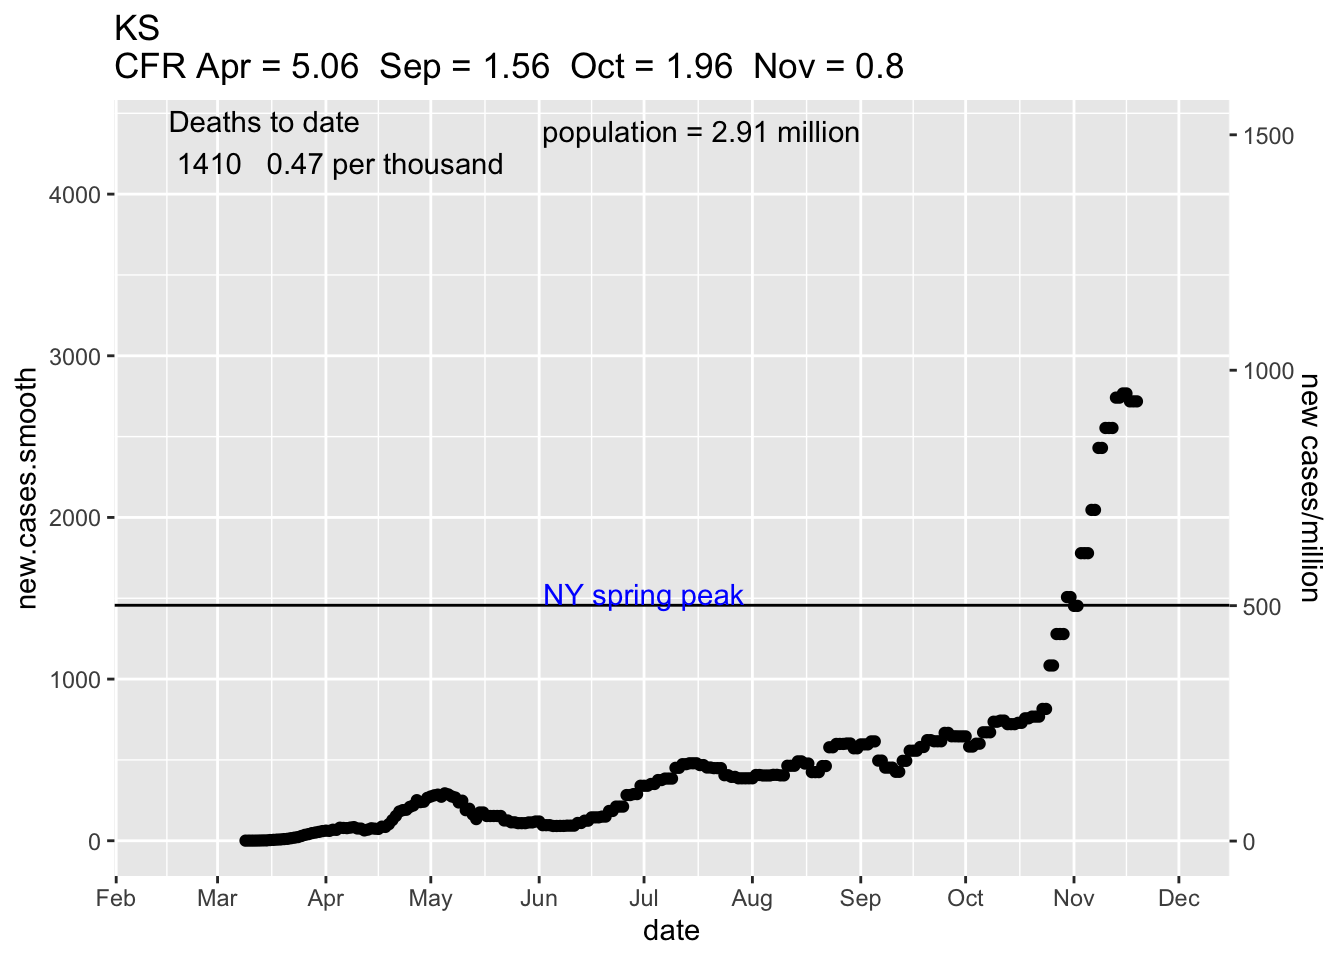 KS
CFR Apr = 5.06  Sep = 1.56  Oct = 1.96  Nov = 0.8
Deaths to date
1410   0.47 per thousand
population = 2.91 million
NY spring peak
new.cases.smooth
4000
3000
2000
1000
0
1500
1000
500
0
new cases/million
Feb Mar Apr May Jun Jul Aug Sep Oct Nov Dec
date